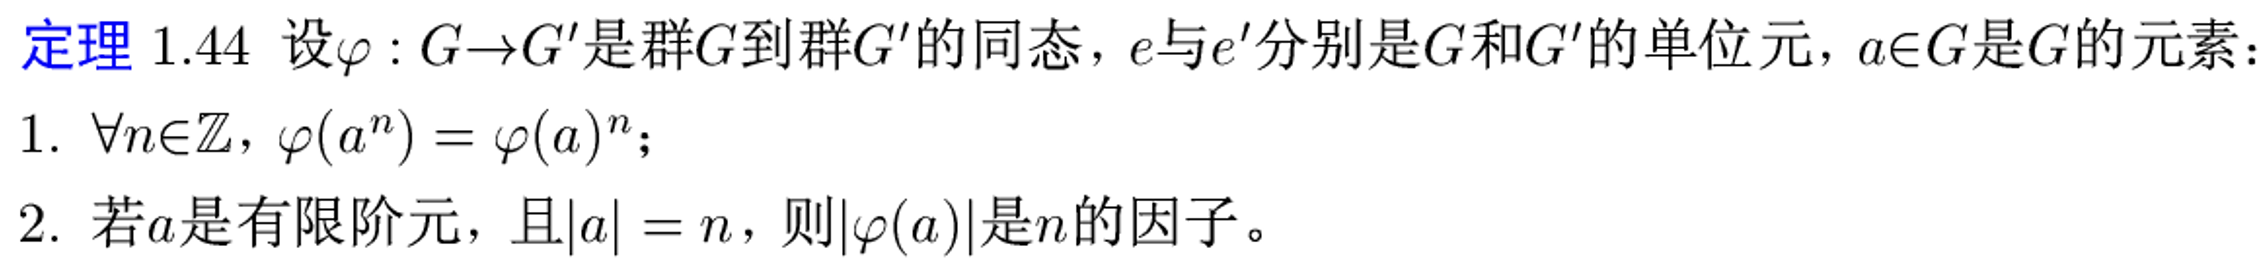 定理 1.44 设φ : G→G′是群G到群G′的同态，e与e′分别是G和G′的单位元，a∈G是G的元素：
1. ∀n∈ℤ，φ(aⁿ) = φ(a)ⁿ；
2. 若a是有限阶元，且|a| = n，则|φ(a)|是n的因子。